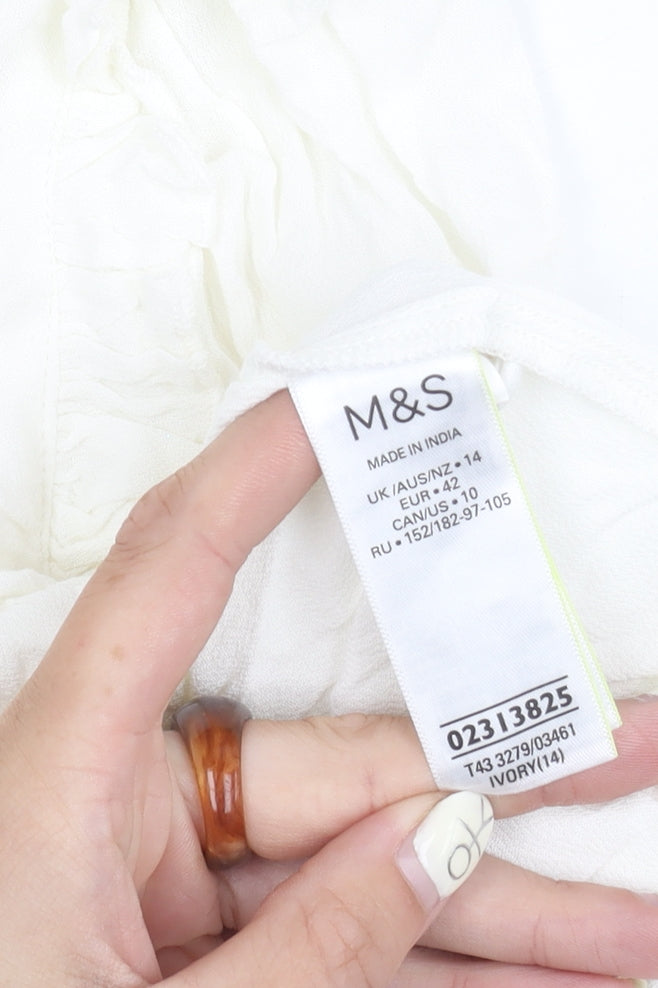 M&S
MADE IN INDIA
UK/AUS/NZ • 14
EUR • 42
CAN/US • 10
RU • 152/182-97-105
02313825
T43 3279/03461
IVORY(14)